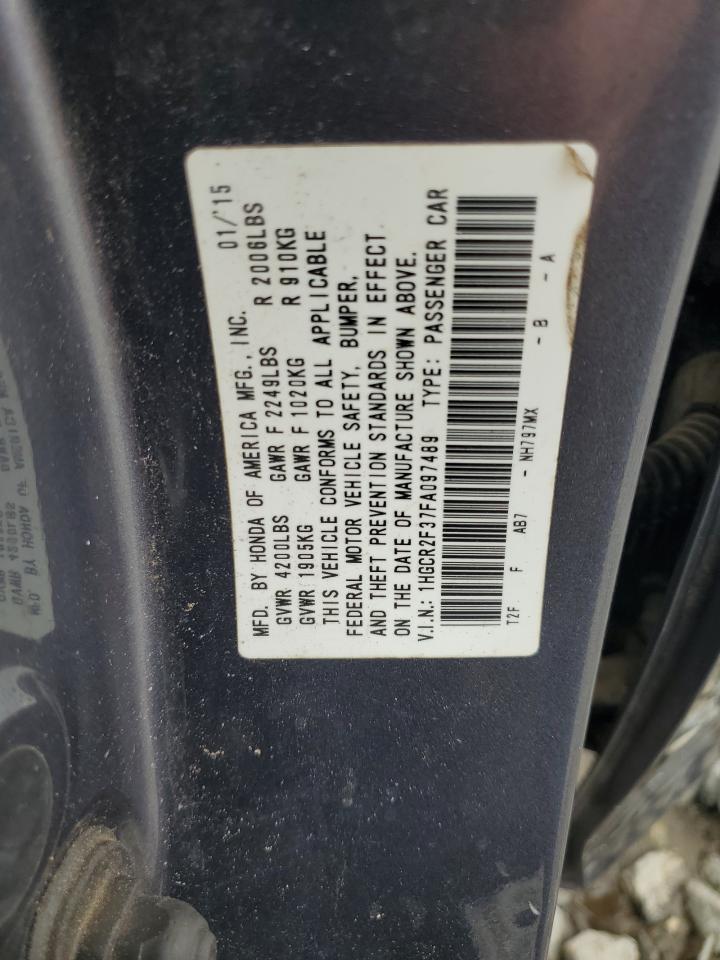 MFD. BY HONDA OF AMERICA MFG., INC. 01/'15
GVWR 4200LBS GAWR F 2249LBS R 2006LBS
GVWR 1905KG GAWR F 1020KG R 910KG
THIS VEHICLE CONFORMS TO ALL APPLICABLE
FEDERAL MOTOR VEHICLE SAFETY, BUMPER,
AND THEFT PREVENTION STANDARDS IN EFFECT
ON THE DATE OF MANUFACTURE SHOWN ABOVE.
V.I.N.: 1HGCR2F37FA097489 TYPE: PASSENGER CAR
T2F F AB7 - NH797MX - B - A